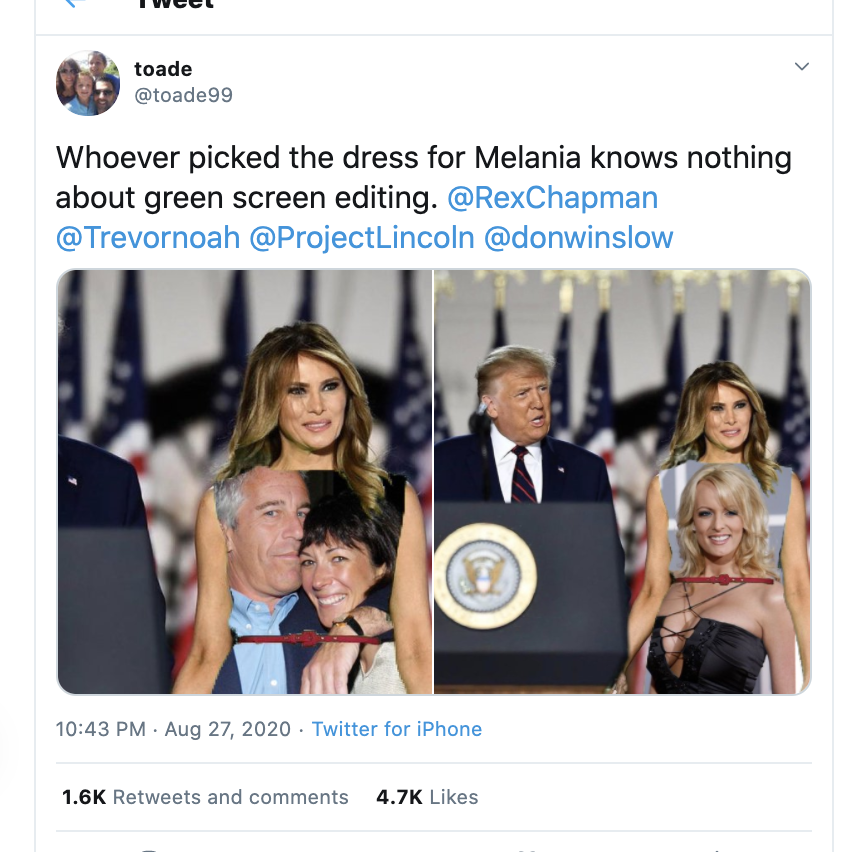 Tweet
toade
@toade99
Whoever picked the dress for Melania knows nothing
about green screen editing. @RexChapman
@Trevornoah @ProjectLincoln @donwinslow
10:43 PM · Aug 27, 2020 · Twitter for iPhone
1.6K Retweets and comments 4.7K Likes